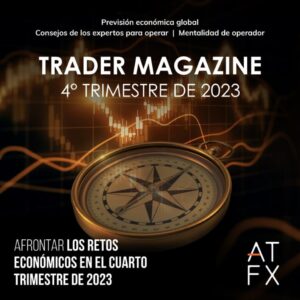 Previsión económica global
Consejos de los expertos para operar | Mentalidad de operador
TRADER MAGAZINE
4º TRIMESTRE DE 2023
AFRONTAR LOS RETOS
ECONÓMICOS EN EL CUARTO
TRIMESTRE DE 2023
AT
FX